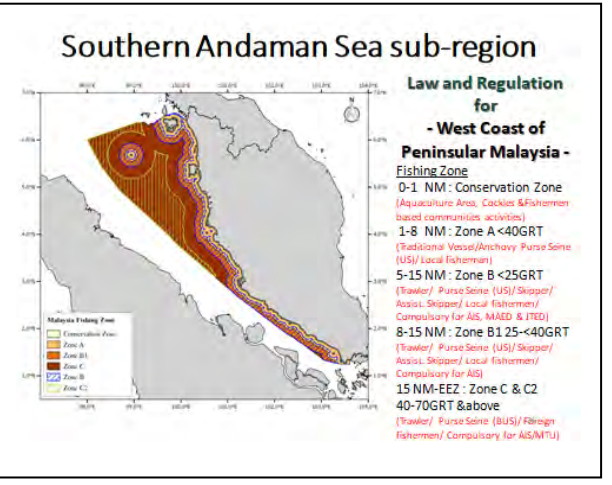 Southern Andaman Sea sub-region
Law and Regulation
for
- West Coast of
Peninsular Malaysia -
Fishing Zone
0-1 NM : Conservation Zone
(Aquaculture Area, Cockles &Fishermen
based communities activities)
1-8 NM : Zone A <40GRT
(Traditional Vessel/Anchovy Purse Seine
(US)/ Local fisherman)
5-15 NM : Zone B <25GRT
(Trawler/ Purse Seine (US)/ Skipper/
Assist. Skipper/ Local fishermen/
Compulsory for AIS, MAED & JTED)
8-15 NM : Zone B1 25-<40GRT
(Trawler/ Purse Seine (US)/ Skipper/
Assist. Skipper/ Local fishermen/
Compulsory for AIS)
15 NM-EEZ : Zone C & C2
40-70GRT &above
(Trawler/ Purse Seine (BUS)/ Foreign
fishermen/ Compulsory for AIS/MTU)
N
Malaysia Fishing Zone
Conservation Zone
Zone A
Zone B1
Zone C
Zone B
Zone C2